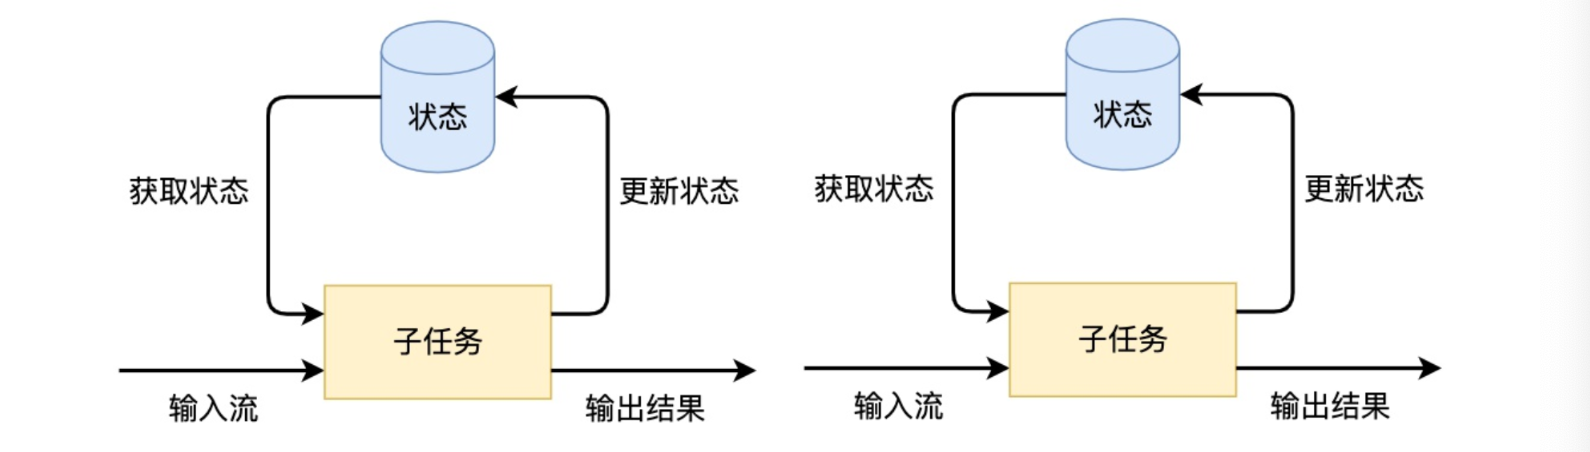 状态
获取状态
更新状态
子任务
输入流
输出结果
状态
获取状态
更新状态
子任务
输入流
输出结果